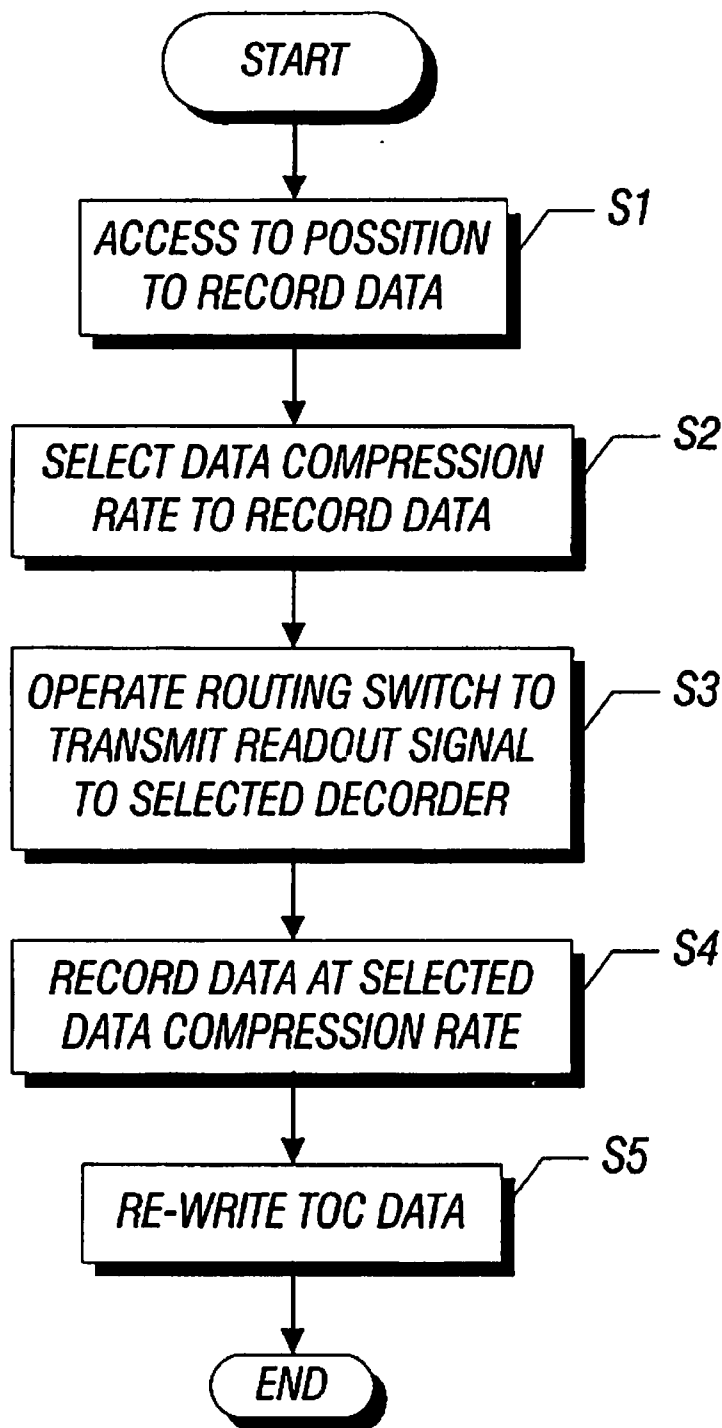 START
ACCESS TO POSSITION
TO RECORD DATA
S1
SELECT DATA COMPRESSION
RATE TO RECORD DATA
S2
OPERATE ROUTING SWITCH TO
TRANSMIT READOUT SIGNAL
TO SELECTED DECORDER
S3
RECORD DATA AT SELECTED
DATA COMPRESSION RATE
S4
RE-WRITE TOC DATA
S5
END